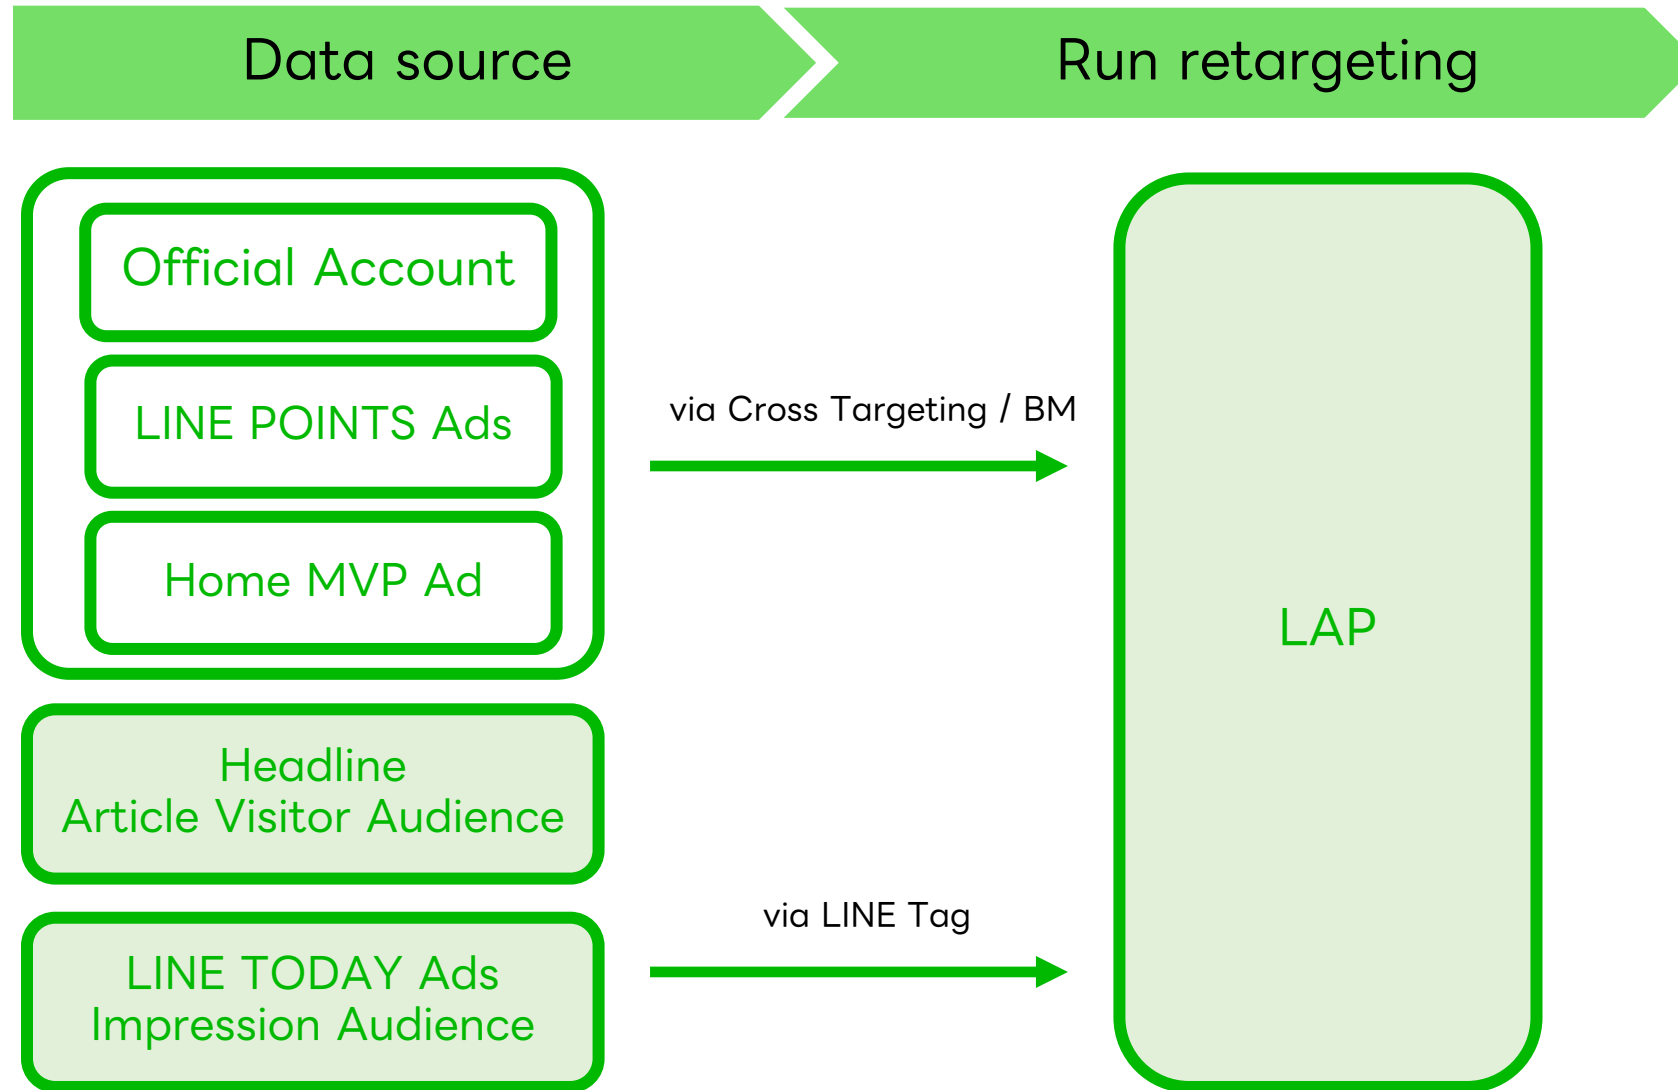 Data source
Run retargeting
Official Account
LINE POINTS Ads
Home MVP Ad
via Cross Targeting / BM
LAP
Headline
Article Visitor Audience
via LINE Tag
LINE TODAY Ads
Impression Audience